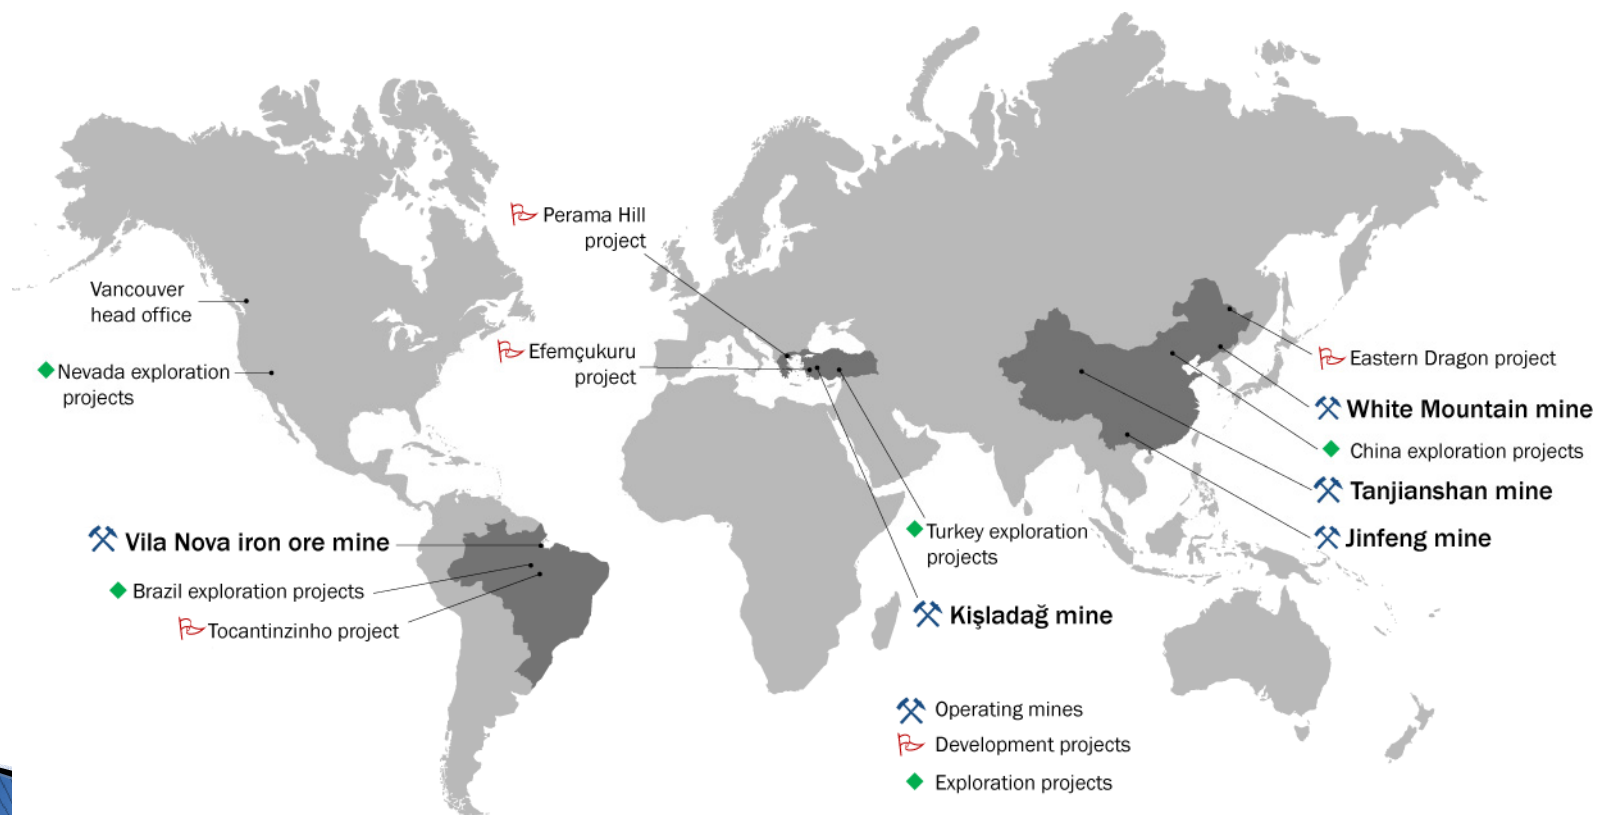 Perama Hill
project
Vancouver
head office
Nevada exploration
projects
Efemçukuru
project
Eastern Dragon project
White Mountain mine
China exploration projects
Tanjianshan mine
Jinfeng mine
Vila Nova iron ore mine
Brazil exploration projects
Tocantinzinho project
Turkey exploration
projects
Kişladağ mine
Operating mines
Development projects
Exploration projects